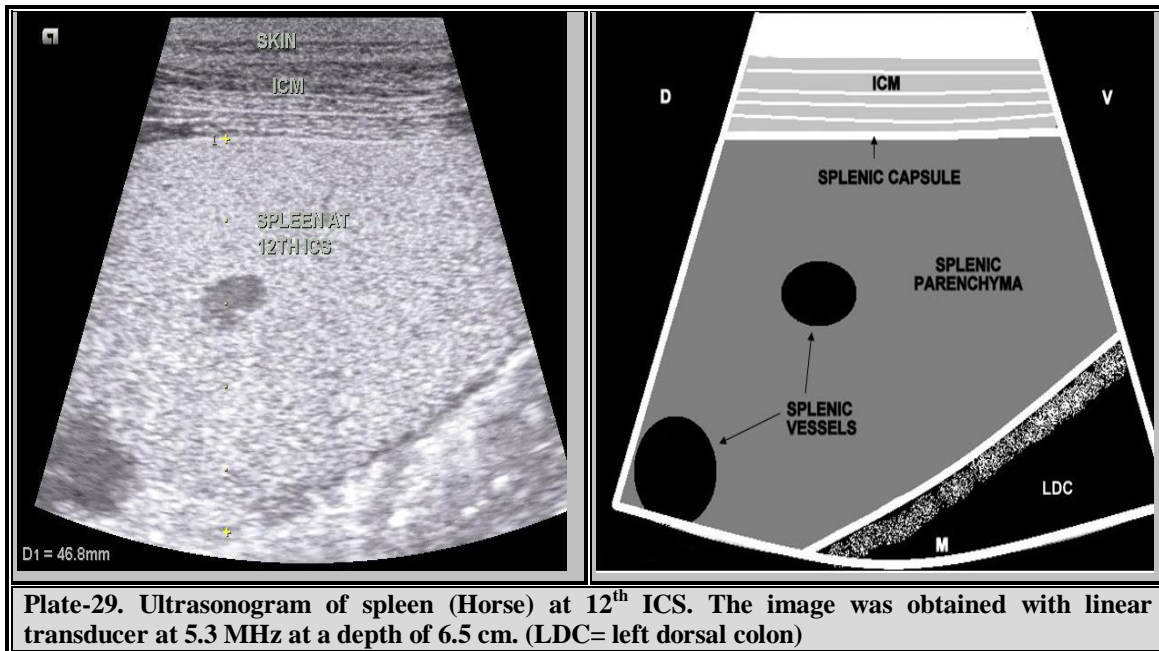 SKIN
ICM
1
SPLEEN AT
12TH ICS
D1 = 46.8mm
D
ICM
V
SPLENIC CAPSULE
SPLENIC
PARENCHYMA
SPLENIC
VESSELS
LDC
M
Plate-29. Ultrasonogram of spleen (Horse) at 12th ICS. The image was obtained with linear
transducer at 5.3 MHz at a depth of 6.5 cm. (LDC= left dorsal colon)